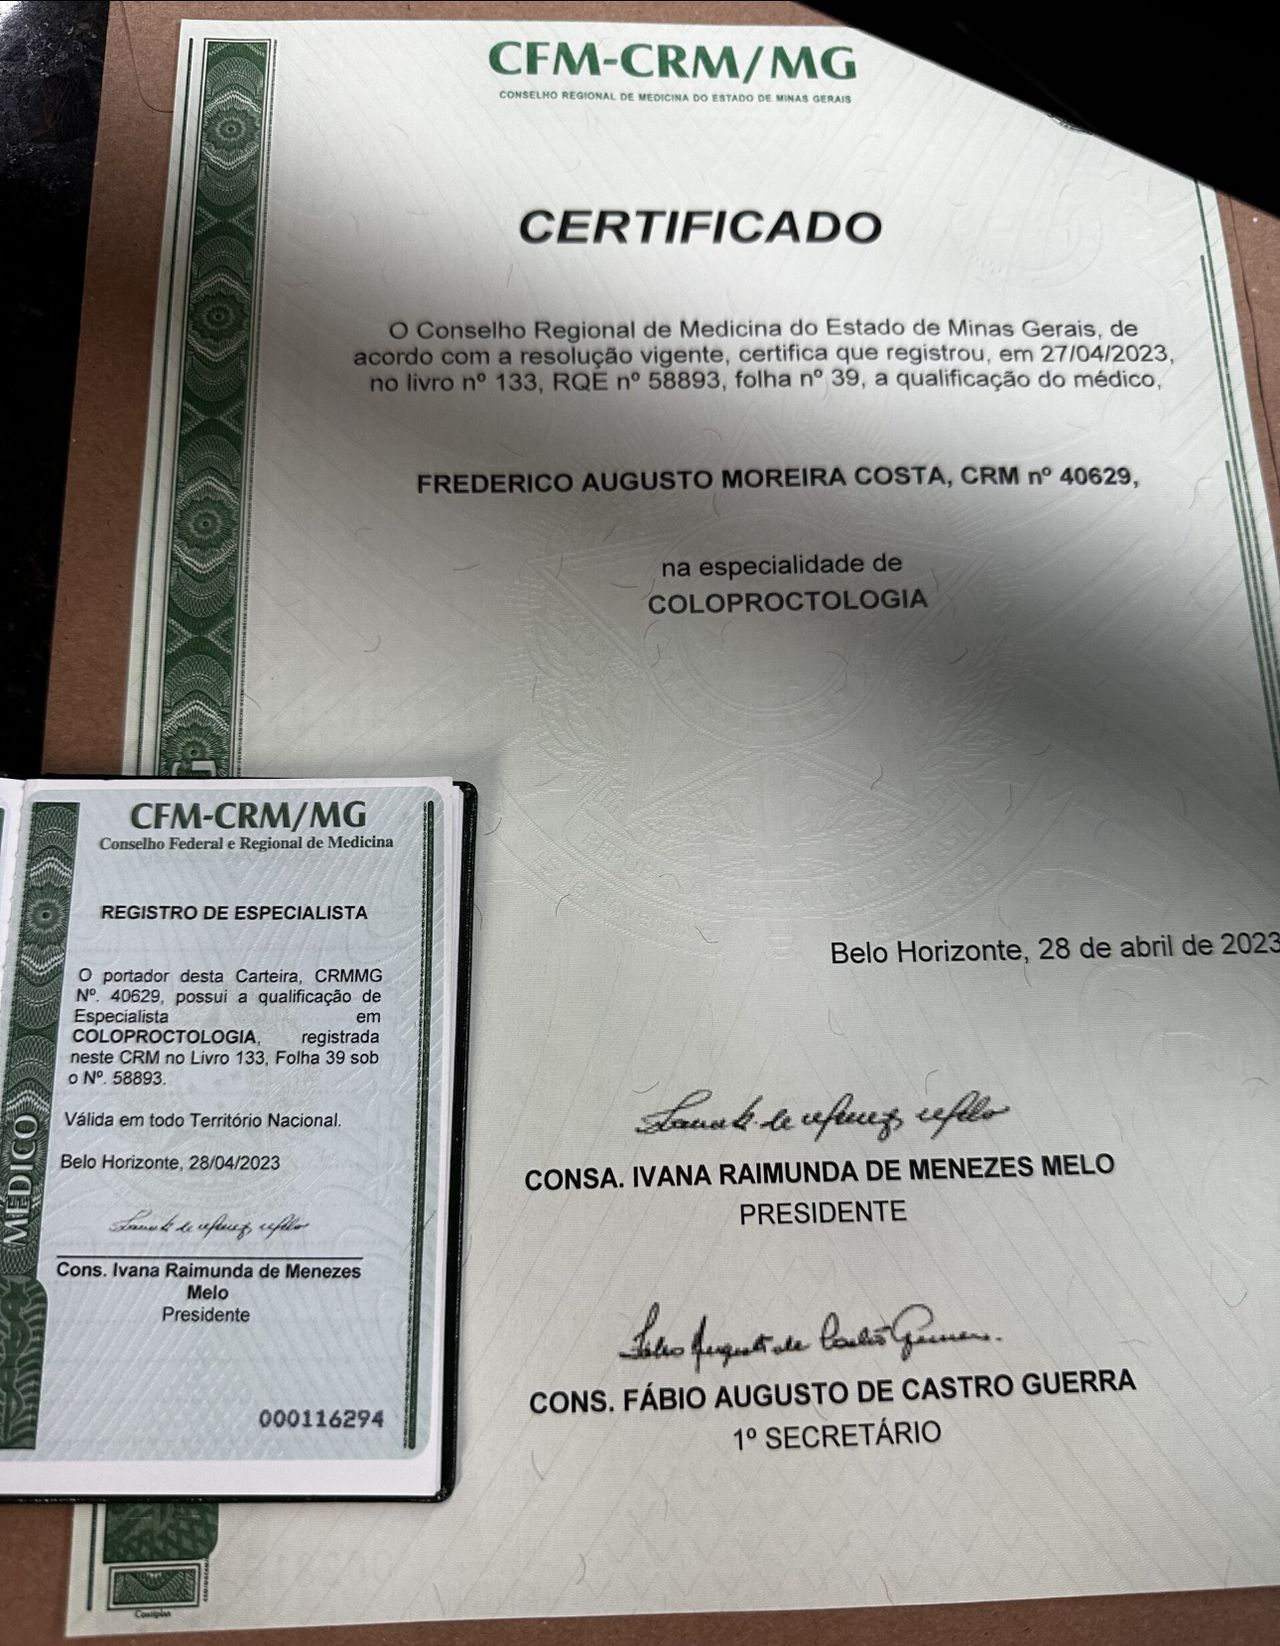 CFM-CRM/MG
CONSELHO REGIONAL DE MEDICINA DO ESTADO DE MINAS GERAIS
CERTIFICADO
O Conselho Regional de Medicina do Estado de Minas Gerais, de
acordo com a resolução vigente, certifica que registrou, em 27/04/2023,
no livro nº 133, RQE nº 58893, folha nº 39, a qualificação do médico,
FREDERICO AUGUSTO MOREIRA COSTA, CRM nº 40629,
na especialidade de
COLOPROCTOLOGIA
Belo Horizonte, 28 de abril de 2023
CONSA. IVANA RAIMUNDA DE MENEZES MELO
PRESIDENTE
CONS. FÁBIO AUGUSTO DE CASTRO GUERRA
1º SECRETÁRIO
CFM-CRM/MG
Conselho Federal e Regional de Medicina
REGISTRO DE ESPECIALISTA
O portador desta Carteira, CRMMG
Nº. 40629, possui a qualificação de
Especialista em
COLOPROCTOLOGIA, registrada
neste CRM no Livro 133, Folha 39 sob
o Nº. 58893.
Válida em todo Território Nacional.
Belo Horizonte, 28/04/2023
Cons. Ivana Raimunda de Menezes
Melo
Presidente
000116294
MÉDICO